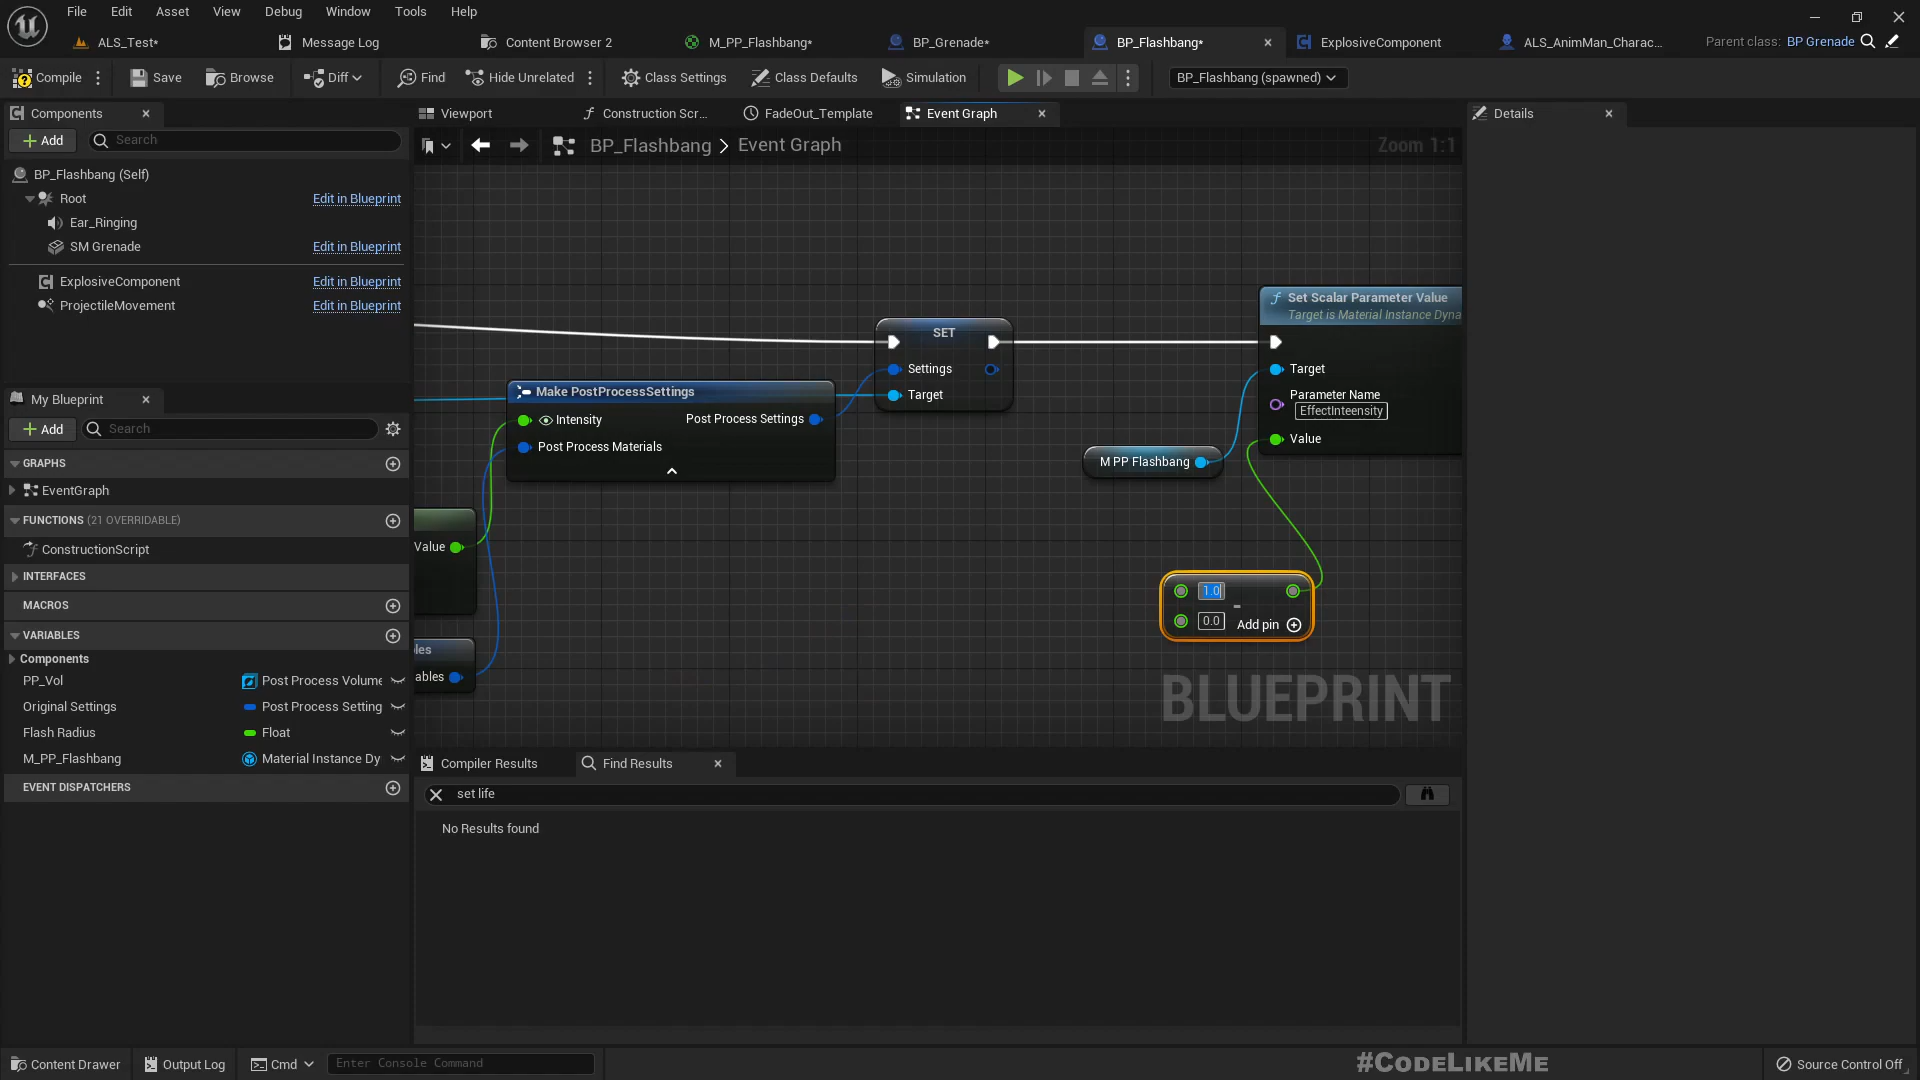 File Edit Asset View Debug Window Tools Help
ALS_Test* Message Log Content Browser 2 M_PP_Flashbang* BP_Grenade* BP_Flashbang* ExplosiveComponent ALS_AnimMan_Charac... Parent class: BP Grenade
Compile Save Browse Diff Find Hide Unrelated Class Settings Class Defaults Simulation BP_Flashbang (spawned)
Components Viewport Construction Scr... FadeOut_Template Event Graph Details
Add Search BP_Flashbang > Event Graph Zoom 1:1
BP_Flashbang (Self)
Root Edit in Blueprint
Ear_Ringing
SM Grenade Edit in Blueprint
ExplosiveComponent Edit in Blueprint
ProjectileMovement Edit in Blueprint
Set Scalar Parameter Value
Target is Material Instance Dyna
SET
Settings
Target
Target
Parameter Name
EffectInteensity
Value
Make PostProcessSettings
Intensity Post Process Settings
Post Process Materials
M PP Flashbang
Value
les
ables
1.0
0.0 Add pin
BLUEPRINT
My Blueprint
Add Search
GRAPHS
EventGraph
FUNCTIONS (21 OVERRIDABLE)
ConstructionScript
INTERFACES
MACROS
VARIABLES
Components
PP_Vol Post Process Volume
Original Settings Post Process Setting
Flash Radius Float
M_PP_Flashbang Material Instance Dy
EVENT DISPATCHERS
Compiler Results Find Results
set life
No Results found
Content Drawer Output Log Cmd Enter Console Command #CODELIKEME Source Control Off